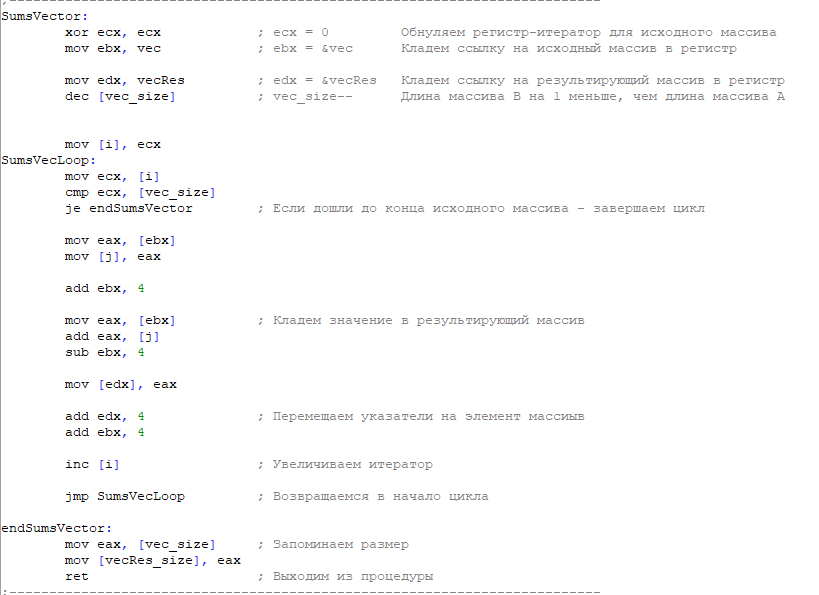 ;--------------------------------------------------------------------------
SumsVector:
        xor ecx, ecx            ; ecx = 0         Обнуляем регистр-итератор для исходного массива
        mov ebx, vec            ; ebx = &vec      Кладем ссылку на исходный массив в регистр
        mov edx, vecRes         ; edx = &vecRes   Кладем ссылку на результирующий массив в регистр
        dec [vec_size]          ; vec_size--      Длина массива B на 1 меньше, чем длина массива A
        mov [i], ecx
SumsVecLoop:
        mov ecx, [i]
        cmp ecx, [vec_size]
        je endSumsVector        ; Если дошли до конца исходного массива - завершаем цикл
        mov eax, [ebx]
        mov [j], eax
        add ebx, 4
        mov eax, [ebx]          ; Кладем значение в результирующий массив
        add eax, [j]
        sub ebx, 4
        mov [edx], eax
        add edx, 4              ; Перемещаем указатели на элемент массиыв
        add ebx, 4
        inc [i]                 ; Увеличиваем итератор
        jmp SumsVecLoop         ; Возвращаемся в начало цикла
endSumsVector:
        mov eax, [vec_size]     ; Запоминаем размер
        mov [vecRes_size], eax
        ret                     ; Выходим из процедуры
;--------------------------------------------------------------------------